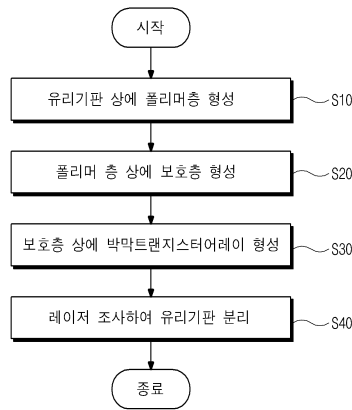 시작
유리기판 상에 폴리머층 형성
S10
폴리머 층 상에 보호층 형성
S20
보호층 상에 박막트랜지스터어레이 형성
S30
레이저 조사하여 유리기판 분리
S40
종료